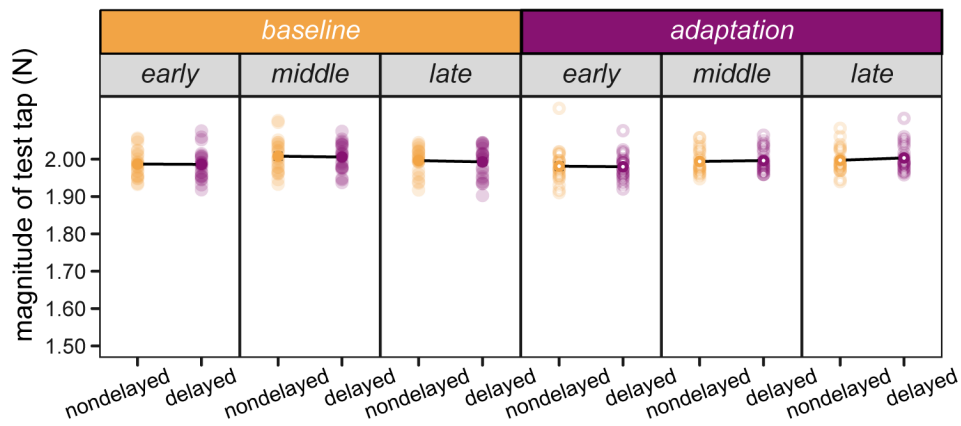 baseline adaptation
early middle late early middle late
magnitude of test tap (N)
2.00
1.90
1.80
1.70
1.60
1.50
nondelayed delayed nondelayed delayed nondelayed delayed nondelayed delayed nondelayed delayed nondelayed delayed